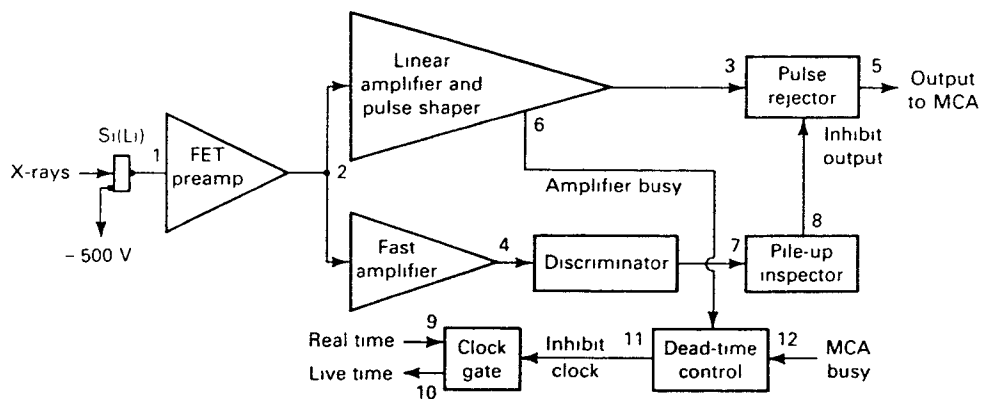 Linear
amplifier and
pulse shaper
3
Pulse
rejector
5
Output
to MCA
Si(Li)
1
FET
preamp
X-rays
2
6
Inhibit
output
Amplifier busy
- 500 V
8
Fast
amplifier
4
Discriminator
7
Pile-up
inspector
9
Real time
Clock
gate
Inhibit
clock
11
Dead-time
control
12
MCA
busy
Live time
10